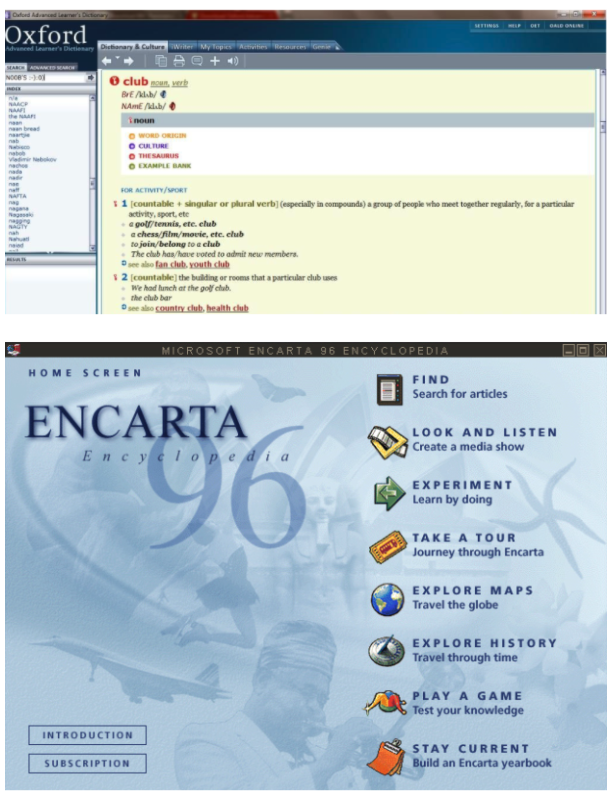 Oxford Advanced Learner's Dictionary
Oxford
Advanced Learner's Dictionary
SETTINGS HELP EXIT OALD ONLINE
Dictionary & Culture iWriter My Topics Activities Resources Genie
SEARCH ADVANCED SEARCH
INDEX
n/a
NAACP
NAAFI
the NAAFI
naan
naan bread
naartjie
nab
Nabisco
nabob
Vladimir Nabokov
nachos
nada
nadir
nae
naff
NAFTA
nag
nagana
Nagasaki
nagging
NAGTY
nah
Nahuatl
naiad
RESULTS
club noun, verb
BrE /klʌb/
NAmE /klʌb/
noun
WORD ORIGIN
CULTURE
THESAURUS
EXAMPLE BANK
FOR ACTIVITY/SPORT
1 [countable + singular or plural verb] (especially in compounds) a group of people who meet together regularly, for a particular
activity, sport, etc
a golf/tennis, etc. club
a chess/film/movie, etc. club
to join/belong to a club
The club has/have voted to admit new members.
see also fan club, youth club
2 [countable] the building or rooms that a particular club uses
We had lunch at the golf club.
the club bar
see also country club, health club
MICROSOFT ENCARTA 96 ENCYCLOPEDIA
HOME SCREEN
ENCARTA
Encyclopedia
96
FIND
Search for articles
LOOK AND LISTEN
Create a media show
EXPERIMENT
Learn by doing
TAKE A TOUR
Journey through Encarta
EXPLORE MAPS
Travel the globe
EXPLORE HISTORY
Travel through time
PLAY A GAME
Test your knowledge
STAY CURRENT
Build an Encarta yearbook
INTRODUCTION
SUBSCRIPTION